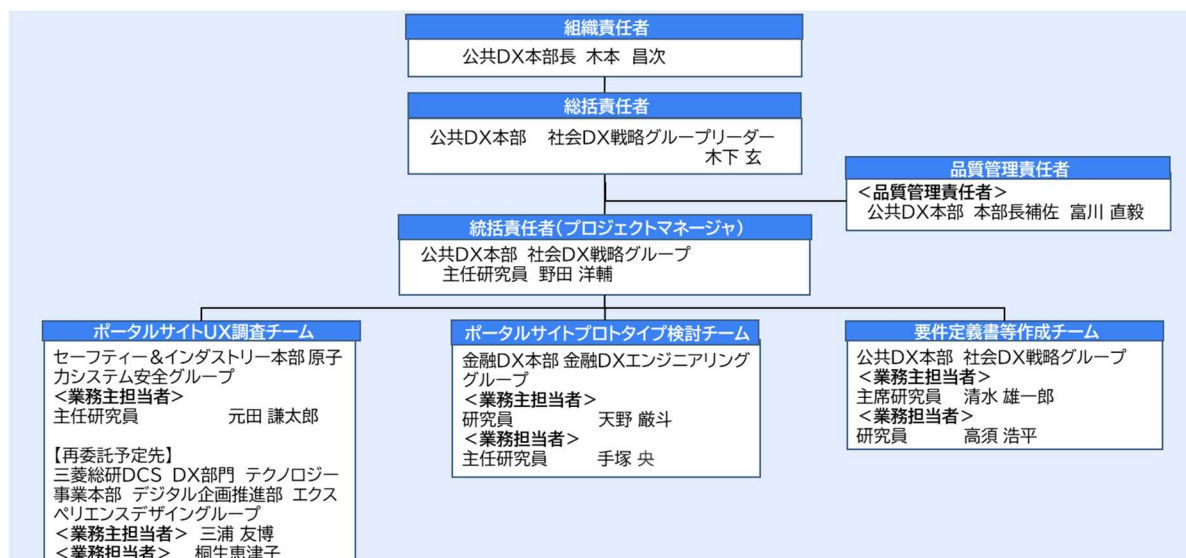 組織責任者
公共DX本部長 木本 昌次
総括責任者
公共DX本部 社会DX戦略グループリーダー
木下 玄
品質管理責任者
＜品質管理責任者＞
公共DX本部 本部長補佐 富川 直毅
統括責任者（プロジェクトマネージャ）
公共DX本部 社会DX戦略グループ
主任研究員 野田 洋輔
ポータルサイトUX調査チーム
セーフティー＆インダストリー本部 原子
力システム安全グループ
＜業務主担当者＞
主任研究員 元田 謙太郎
【再委託予定先】
三菱総研DCS DX部門 テクノロジー
事業本部 デジタル企画推進部 エクス
ペリエンスデザイングループ
＜業務主担当者＞ 三浦 友博
＜業務担当者＞ 桐生恵津子
ポータルサイトプロトタイプ検討チーム
金融DX本部 金融DXエンジニアリング
グループ
＜業務主担当者＞
研究員 天野 巌斗
＜業務担当者＞
主任研究員 手塚 央
要件定義書等作成チーム
公共DX本部 社会DX戦略グループ
＜業務主担当者＞
主席研究員 清水 雄一郎
＜業務担当者＞
研究員 高須 浩平